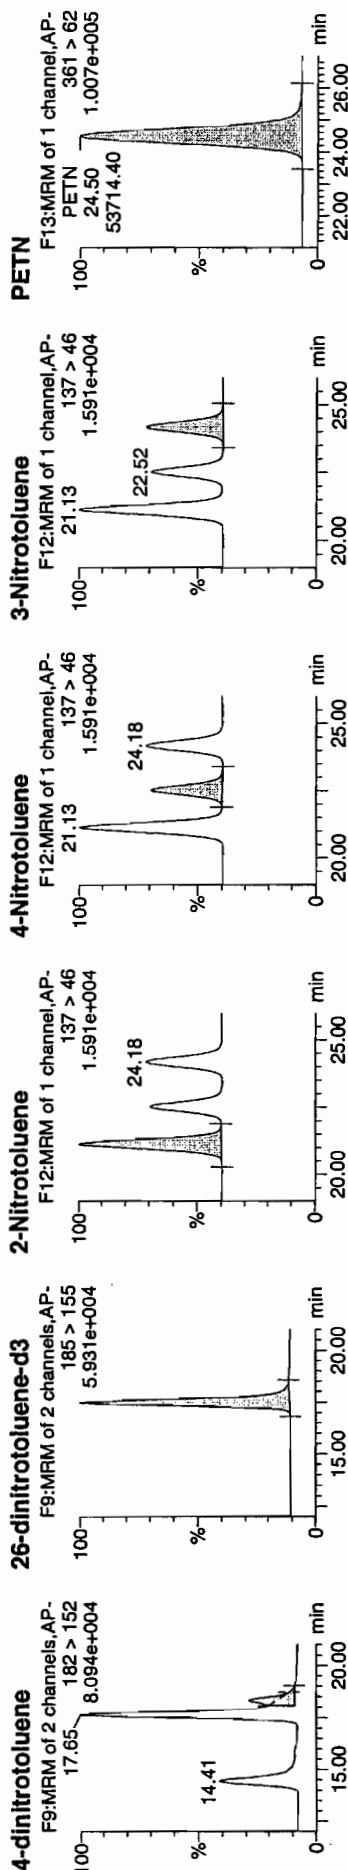 4-dinitrotoluene
F9:MRM of 2 channels,AP-
182 > 152
8.094e+004
17.65
14.41
%
0
15.00
20.00
min
26-dinitrotoluene-d3
F9:MRM of 2 channels,AP-
185 > 155
5.931e+004
100
%
0
15.00
20.00
min
2-Nitrotoluene
F12:MRM of 1 channel,AP-
137 > 46
1.591e+004
100
24.18
%
0
20.00
25.00
min
4-Nitrotoluene
F12:MRM of 1 channel,AP-
137 > 46
1.591e+004
100
21.13
24.18
%
0
20.00
25.00
min
3-Nitrotoluene
F12:MRM of 1 channel,AP-
137 > 46
1.591e+004
100
21.13
22.52
%
0
20.00
25.00
min
PETN
F13:MRM of 1 channel,AP-
361 > 62
1.007e+005
100
PETN
24.50
53714.40
%
0
22.00
24.00
26.00
min